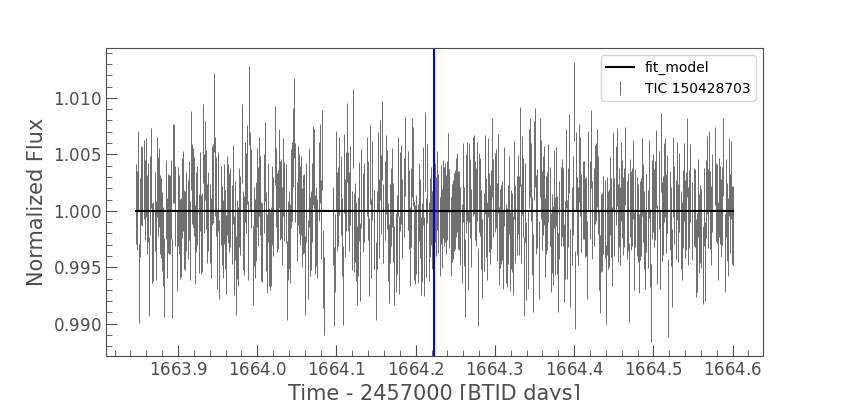 fit_model
TIC 150428703
1.010
1.005
1.000
0.995
0.990
Normalized Flux
1663.9 1664.0 1664.1 1664.2 1664.3 1664.4 1664.5 1664.6
Time - 2457000 [BTJD days]